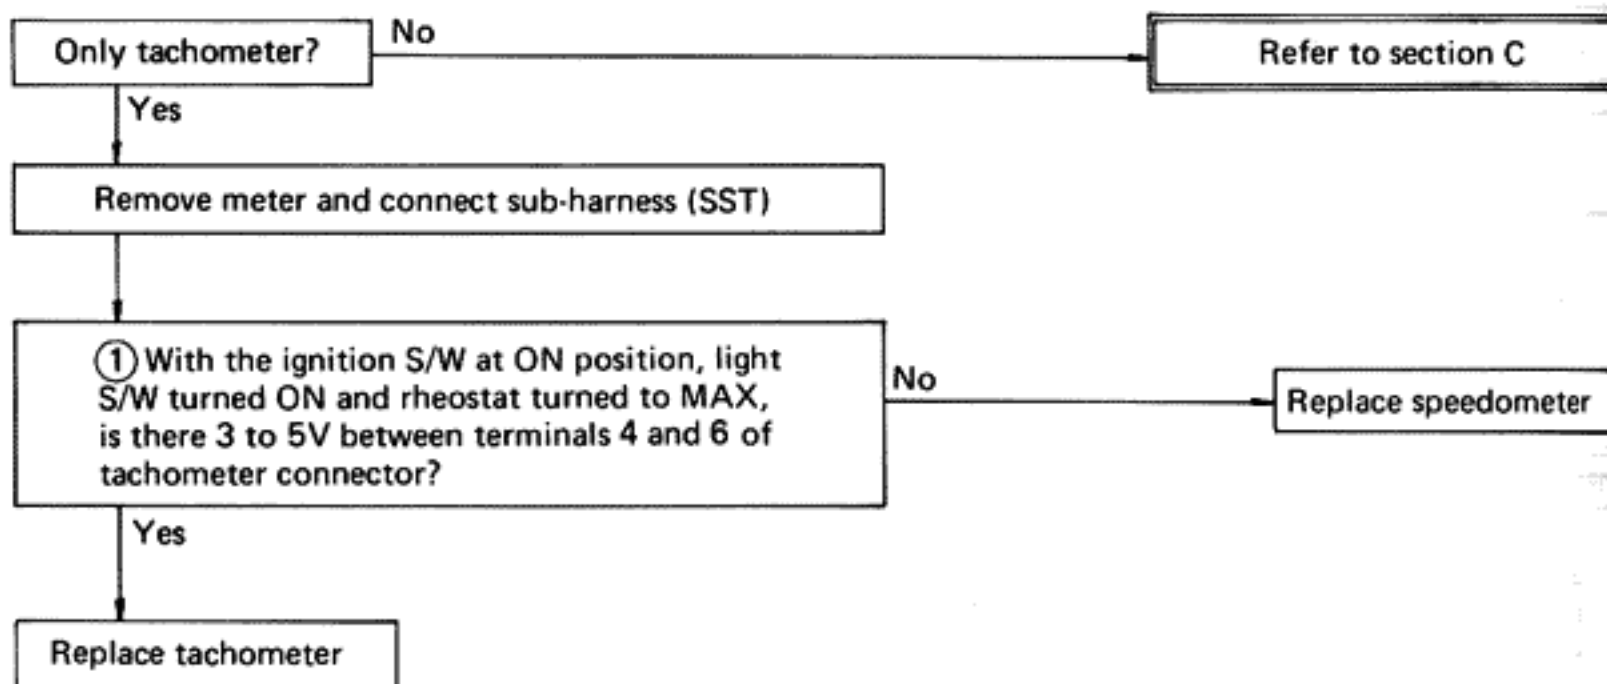 Only tachometer?
No
Refer to section C
Yes
Remove meter and connect sub-harness (SST)
① With the ignition S/W at ON position, light
S/W turned ON and rheostat turned to MAX,
is there 3 to 5V between terminals 4 and 6 of
tachometer connector?
No
Replace speedometer
Yes
Replace tachometer